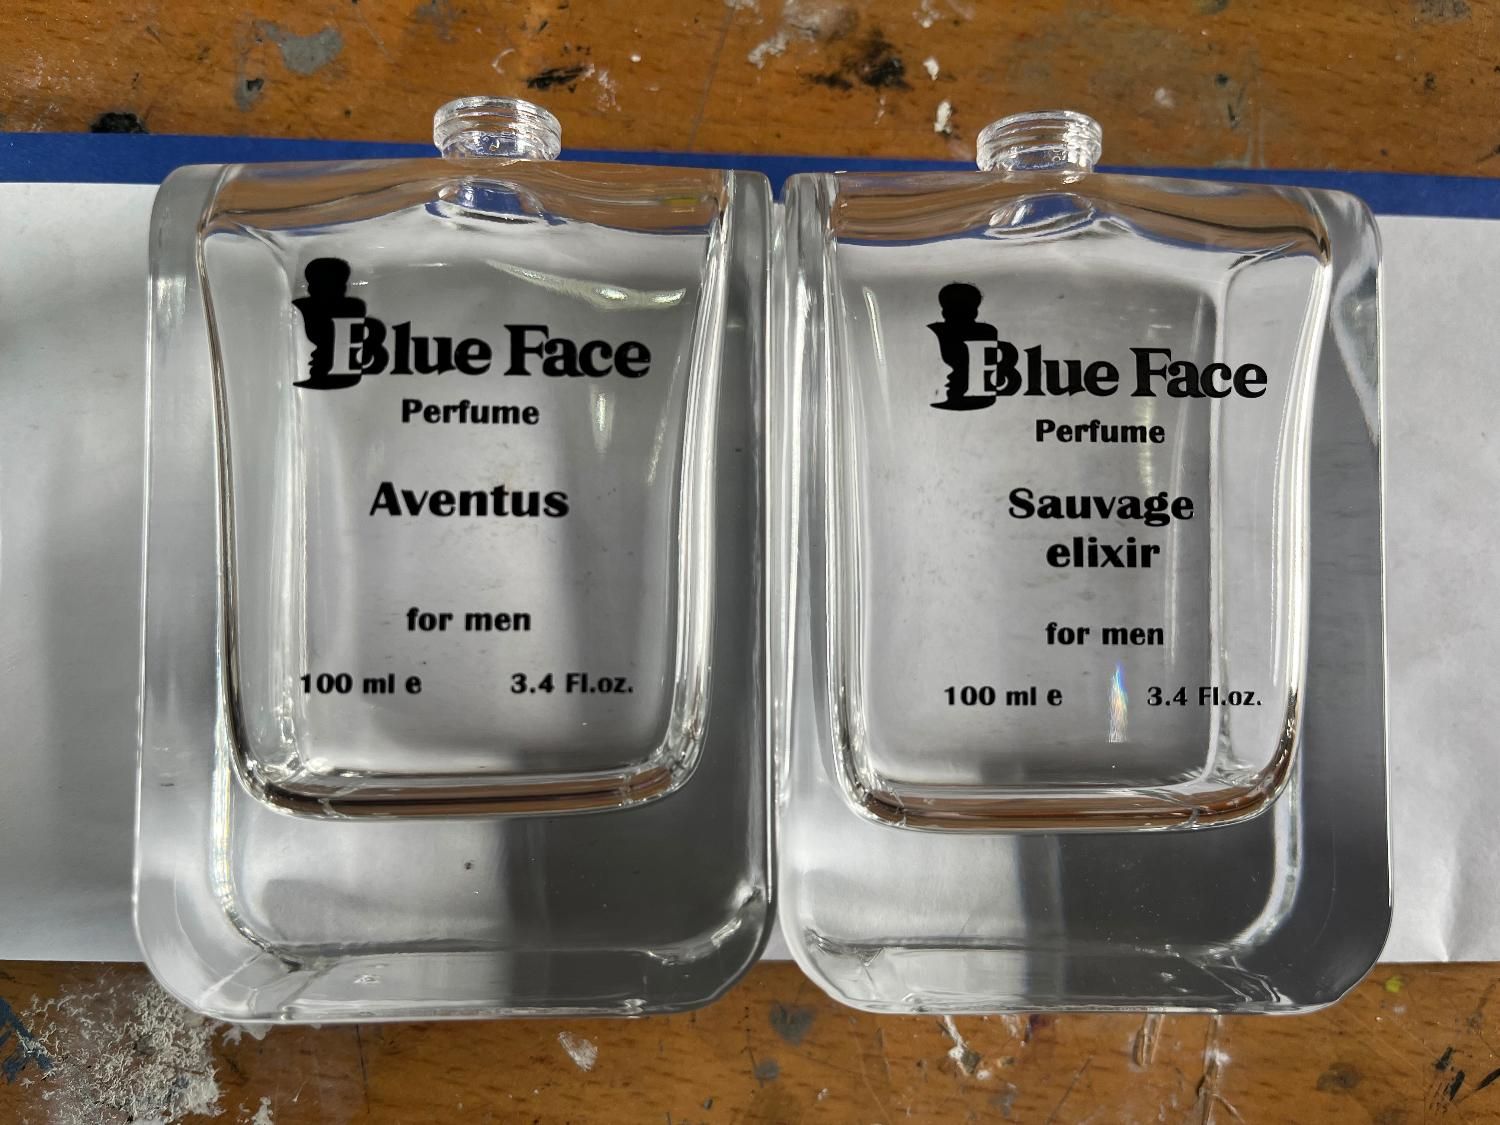 Blue Face
Perfume
Aventus
for men
100 ml e 3.4 Fl.oz.
Blue Face
Perfume
Sauvage
elixir
for men
100 ml e 3.4 Fl.oz.